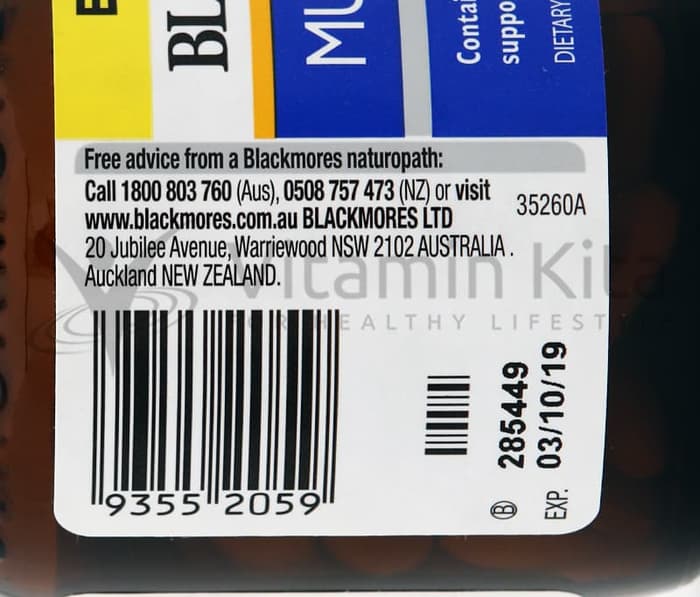 BL
MU
Contai
suppo
DIETARY
Free advice from a Blackmores naturopath:
Call 1800 803 760 (Aus), 0508 757 473 (NZ) or visit
www.blackmores.com.au BLACKMORES LTD
20 Jubilee Avenue, Warriewood NSW 2102 AUSTRALIA .
Auckland NEW ZEALAND.
35260A
Vitamin Kita
FOR HEALTHY LIFEST
9355 2059
B 285449
EXP. 03/10/19